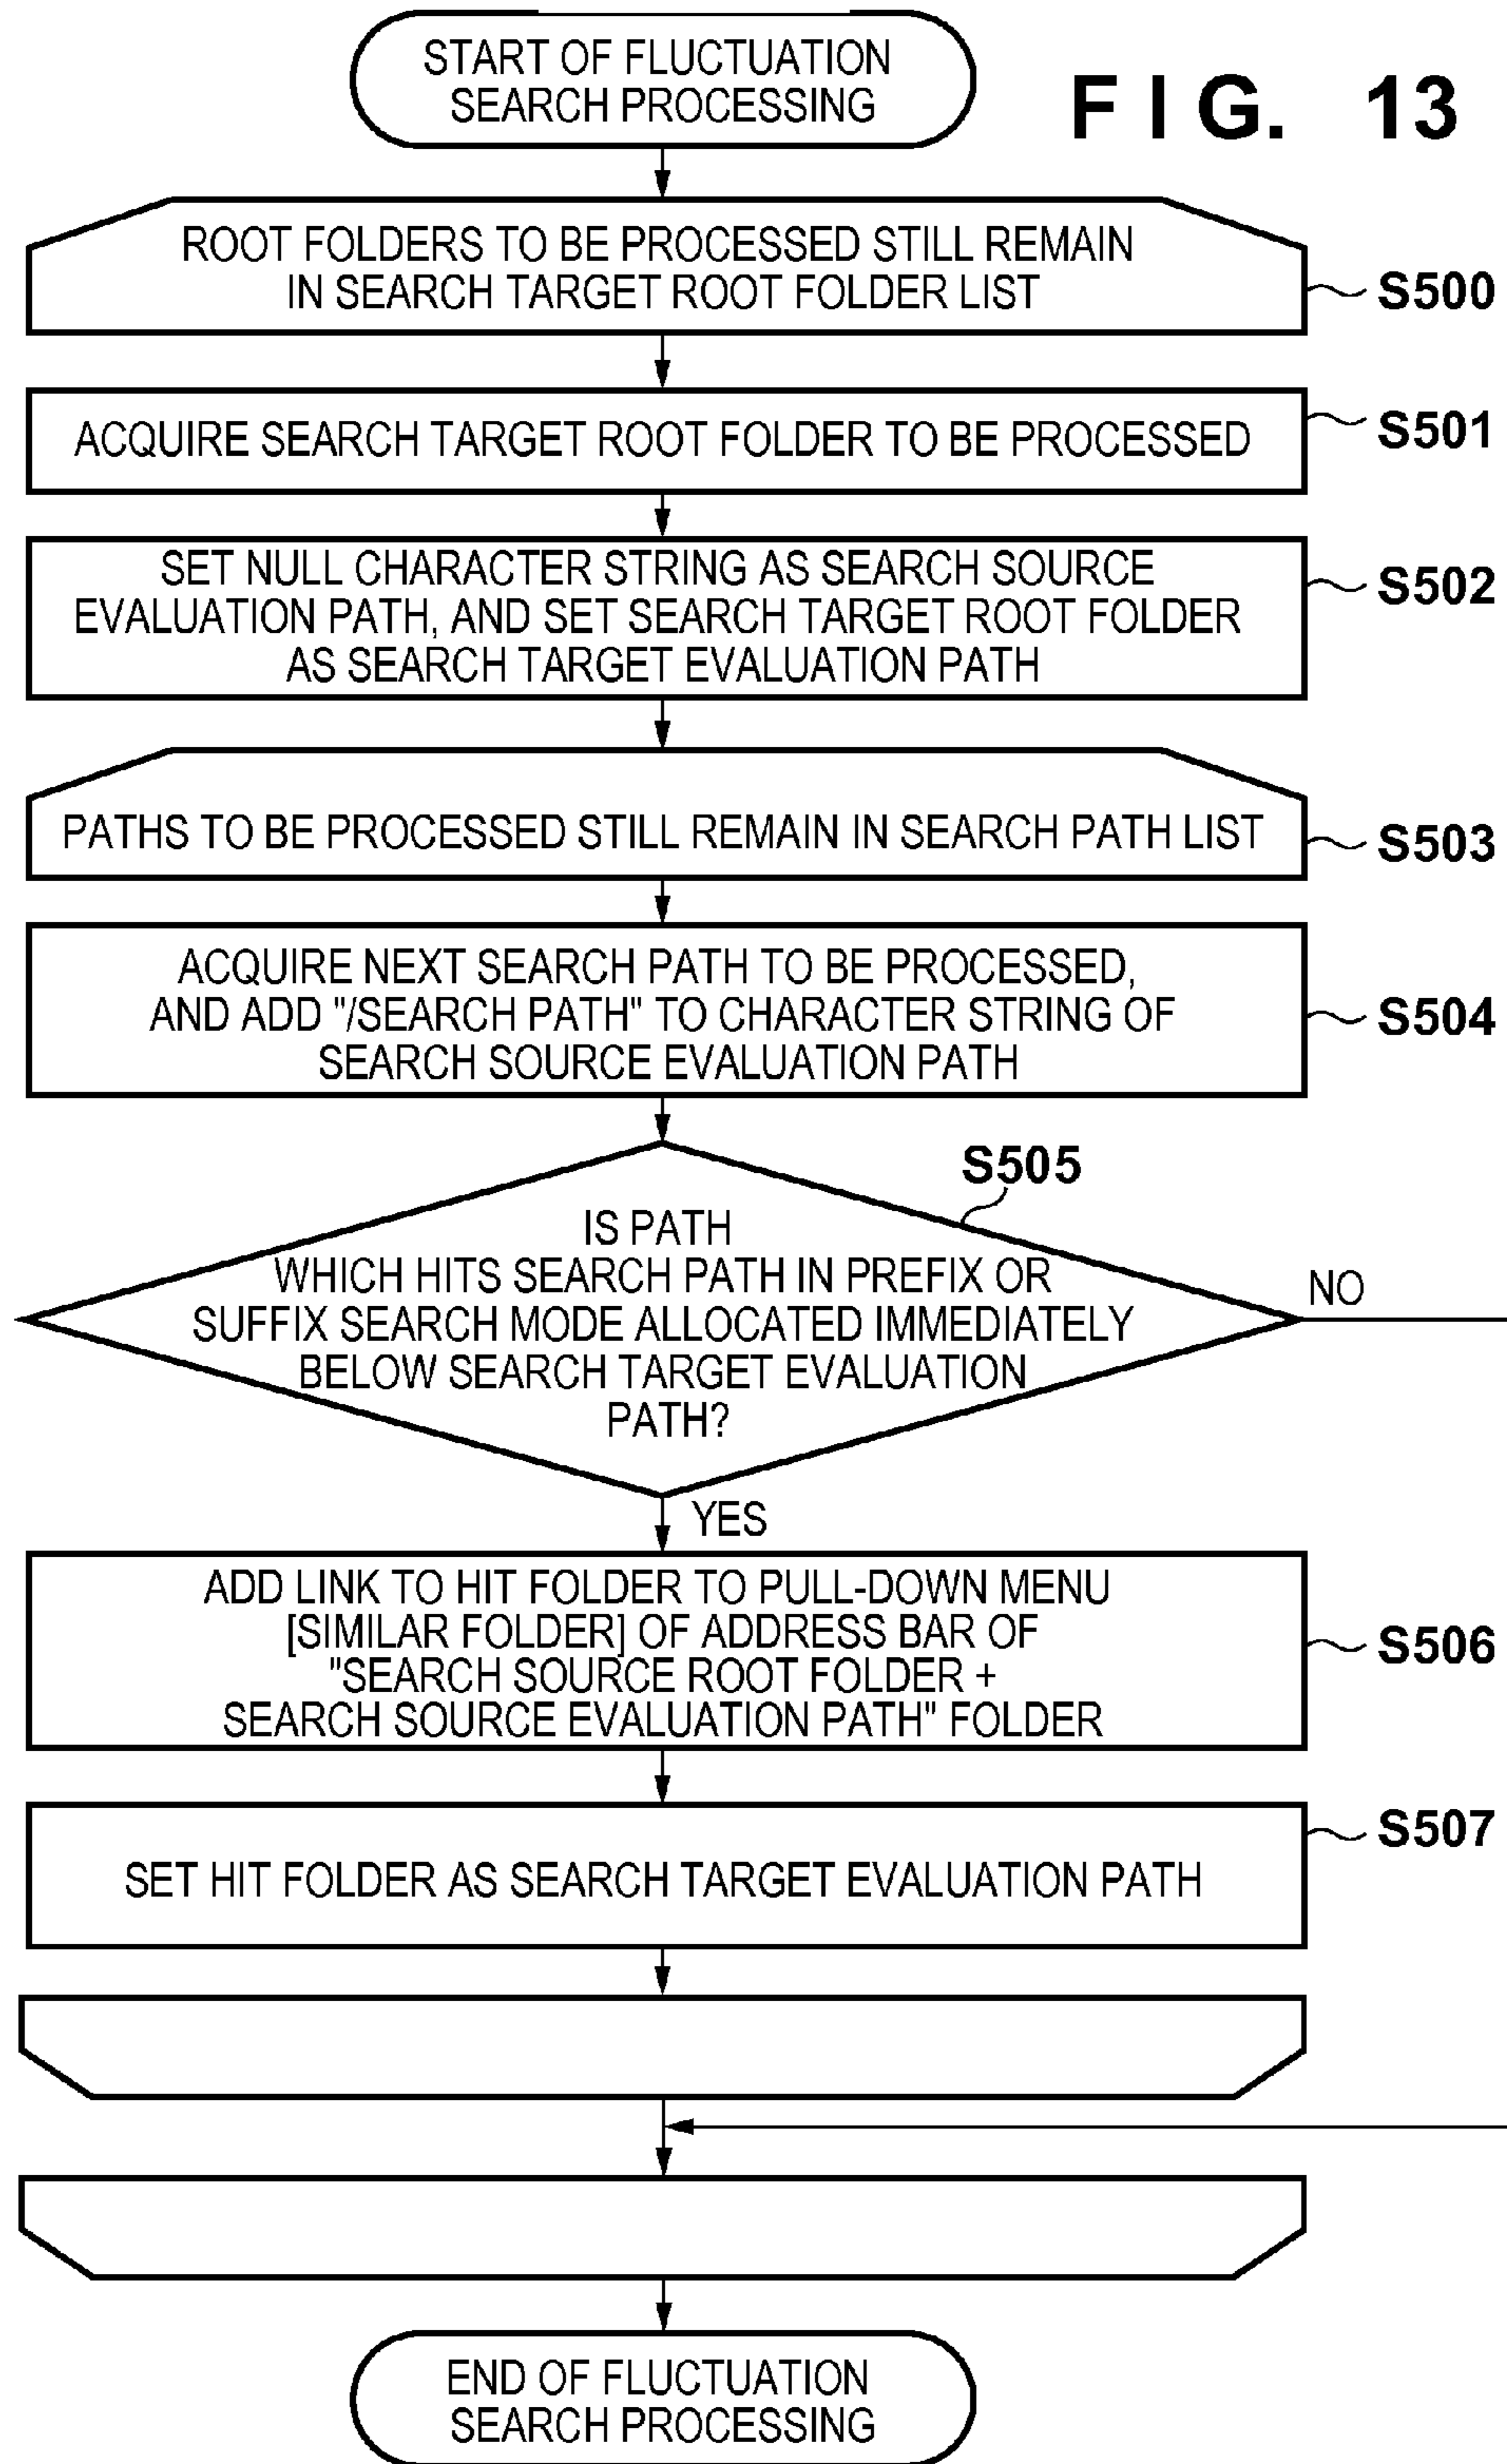 START OF FLUCTUATION
SEARCH PROCESSING
F I G. 13
ROOT FOLDERS TO BE PROCESSED STILL REMAIN
IN SEARCH TARGET ROOT FOLDER LIST
S500
ACQUIRE SEARCH TARGET ROOT FOLDER TO BE PROCESSED
S501
SET NULL CHARACTER STRING AS SEARCH SOURCE
EVALUATION PATH, AND SET SEARCH TARGET ROOT FOLDER
AS SEARCH TARGET EVALUATION PATH
S502
PATHS TO BE PROCESSED STILL REMAIN IN SEARCH PATH LIST
S503
ACQUIRE NEXT SEARCH PATH TO BE PROCESSED,
AND ADD "/SEARCH PATH" TO CHARACTER STRING OF
SEARCH SOURCE EVALUATION PATH
S504
S505
IS PATH
WHICH HITS SEARCH PATH IN PREFIX OR
SUFFIX SEARCH MODE ALLOCATED IMMEDIATELY
BELOW SEARCH TARGET EVALUATION
PATH?
NO
YES
ADD LINK TO HIT FOLDER TO PULL-DOWN MENU
[SIMILAR FOLDER] OF ADDRESS BAR OF
"SEARCH SOURCE ROOT FOLDER +
SEARCH SOURCE EVALUATION PATH" FOLDER
S506
SET HIT FOLDER AS SEARCH TARGET EVALUATION PATH
S507
END OF FLUCTUATION
SEARCH PROCESSING